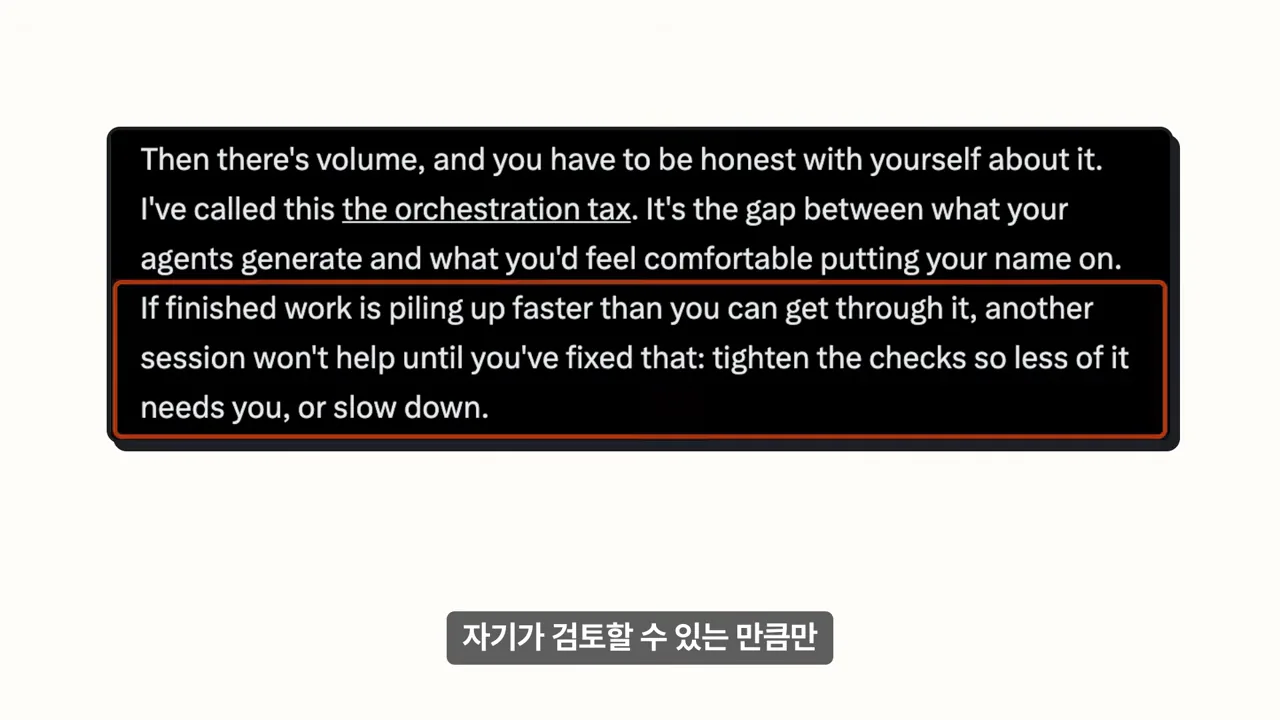 Then there's volume, and you have to be honest with yourself about it.
I've called this the orchestration tax. It's the gap between what your
agents generate and what you'd feel comfortable putting your name on.
If finished work is piling up faster than you can get through it, another
session won't help until you've fixed that: tighten the checks so less of it
needs you, or slow down.
자기가 검토할 수 있는 만큼만